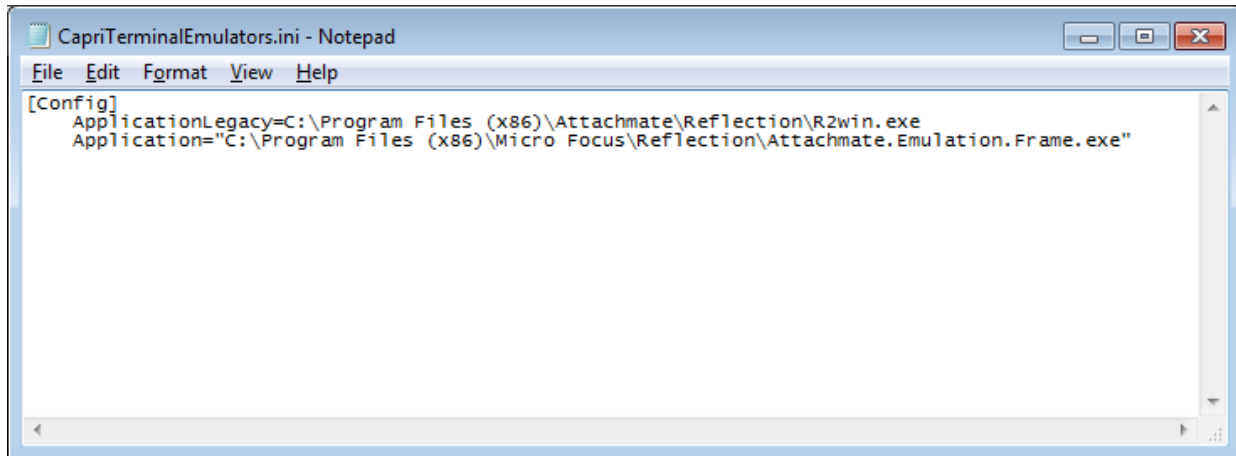 CapriTerminalEmulators.ini - Notepad
File Edit Format View Help
[Config]
    ApplicationLegacy=C:\Program Files (x86)\Attachmate\Reflection\R2win.exe
    Application="C:\Program Files (x86)\Micro Focus\Reflection\Attachmate.Emulation.Frame.exe"